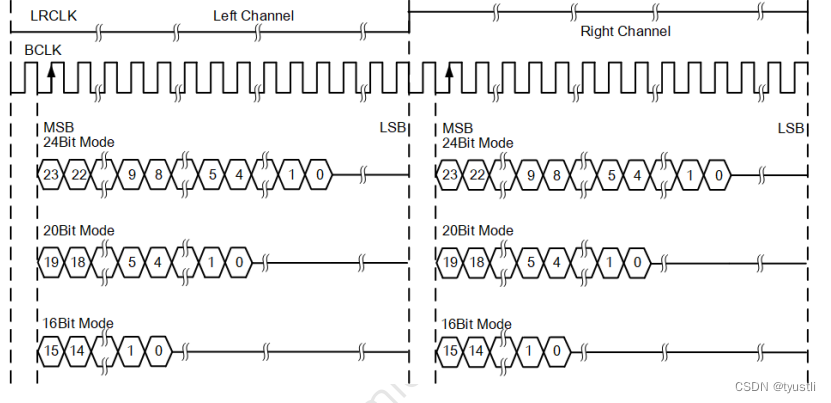 LRCLK Left Channel
Right Channel
BCLK
MSB LSB MSB LSB
24Bit Mode 24Bit Mode
23 22 9 8 5 4 1 0 23 22 9 8 5 4 1 0
20Bit Mode 20Bit Mode
19 18 5 4 1 0 19 18 5 4 1 0
16Bit Mode 16Bit Mode
15 14 1 0 15 14 1 0
CSDN @tyustli